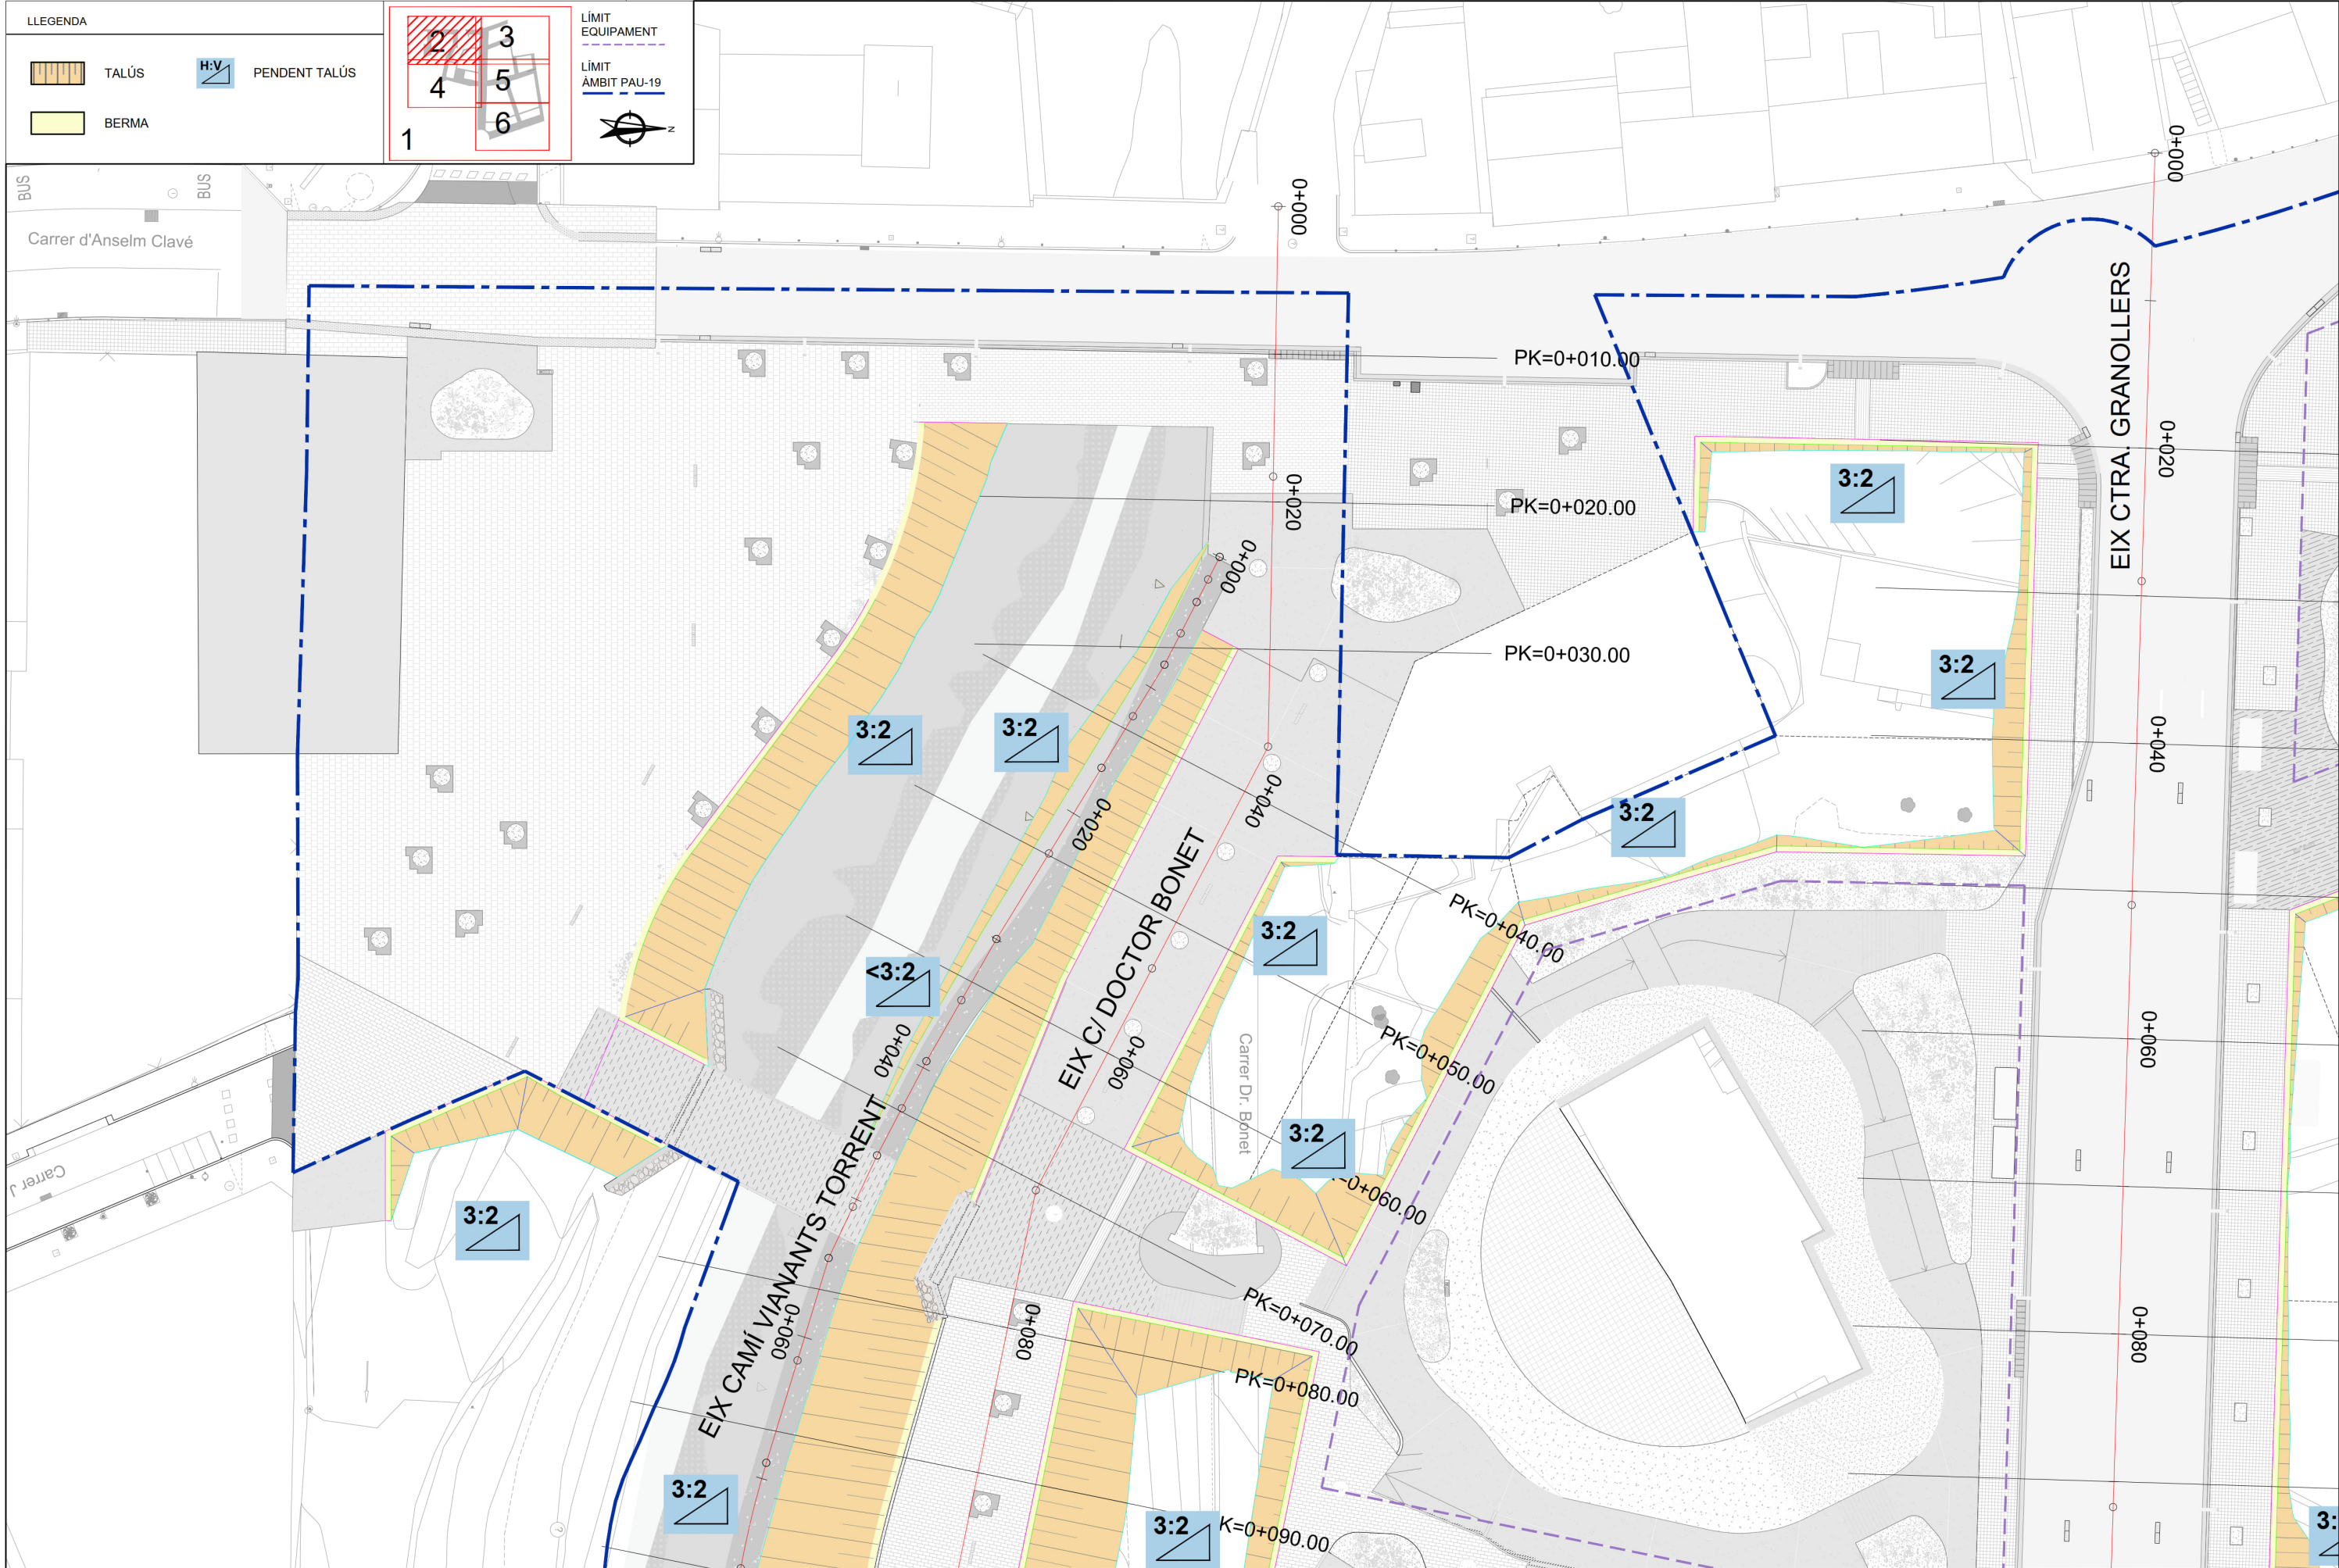 LLEGENDA
TALÚS
H:V
PENDENT TALÚS
BERMA
1
2
3
4
5
6
LÍMIT
EQUIPAMENT
LÍMIT
ÀMBIT PAU-19
N
BUS
BUS
Carrer d'Anselm Clavé
0+000
0+000
EIX CTRA. GRANOLLERS
PK=0+010.00
0+020
0+020
3:2
PK=0+020.00
0+000
PK=0+030.00
3:2
3:2
3:2
0+040
0+040
0+020
3:2
EIX C/ DOCTOR BONET
PK=0+040.00
3:2
<3:2
0+040
0+060
0+060
PK=0+050.00
Carrer Dr. Bonet
3:2
EIX CAMÍ VIANANTS TORRENT
Carrer J
=0+060.00
3:2
0+060
0+080
0+080
PK=0+070.00
PK=0+080.00
3:2
3:2
K=0+090.00
3: